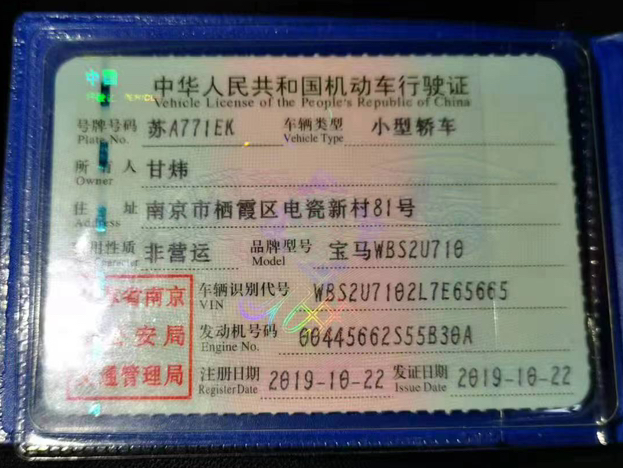 中华人民共和国机动车行驶证
Vehicle License of the People's Republic of China
号牌号码 苏A771EK 车辆类型 小型轿车
Plate No. Vehicle Type
所有人 甘炜
Owner
住址 南京市栖霞区电瓷新村81号
Address
用性质 非营运 品牌型号 宝马WBS2U710
Character Model
省南京 车辆识别代号 WBS2U7102L7E65665
VIN
安局 发动机号码 00445662S55B30A
Engine No.
通管理局 注册日期 2019-10-22 发证日期 2019-10-22
Register Date Issue Date